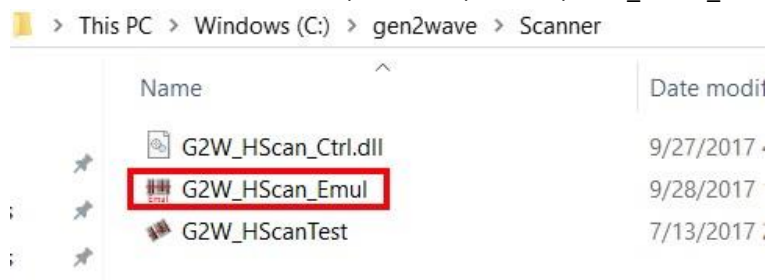 > This PC > Windows (C:) > gen2wave > Scanner
Name Date modif
G2W_HScan_Ctrl.dll 9/27/2017
G2W_HScan_Emul 9/28/2017
G2W_HScanTest 7/13/2017